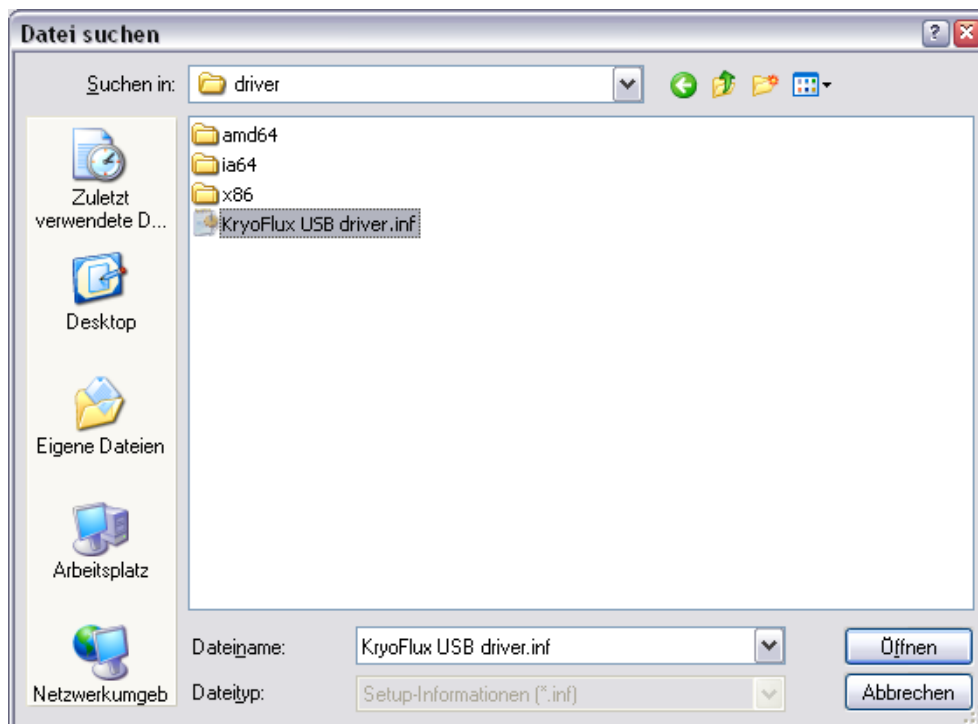 Datei suchen
Suchen in:
driver
amd64
ia64
x86
KryoFlux USB driver.inf
Zuletzt
verwendete D...
Desktop
Eigene Dateien
Arbeitsplatz
Netzwerkumgeb
Dateiname:
KryoFlux USB driver.inf
Öffnen
Dateityp:
Setup-Informationen (*.inf)
Abbrechen